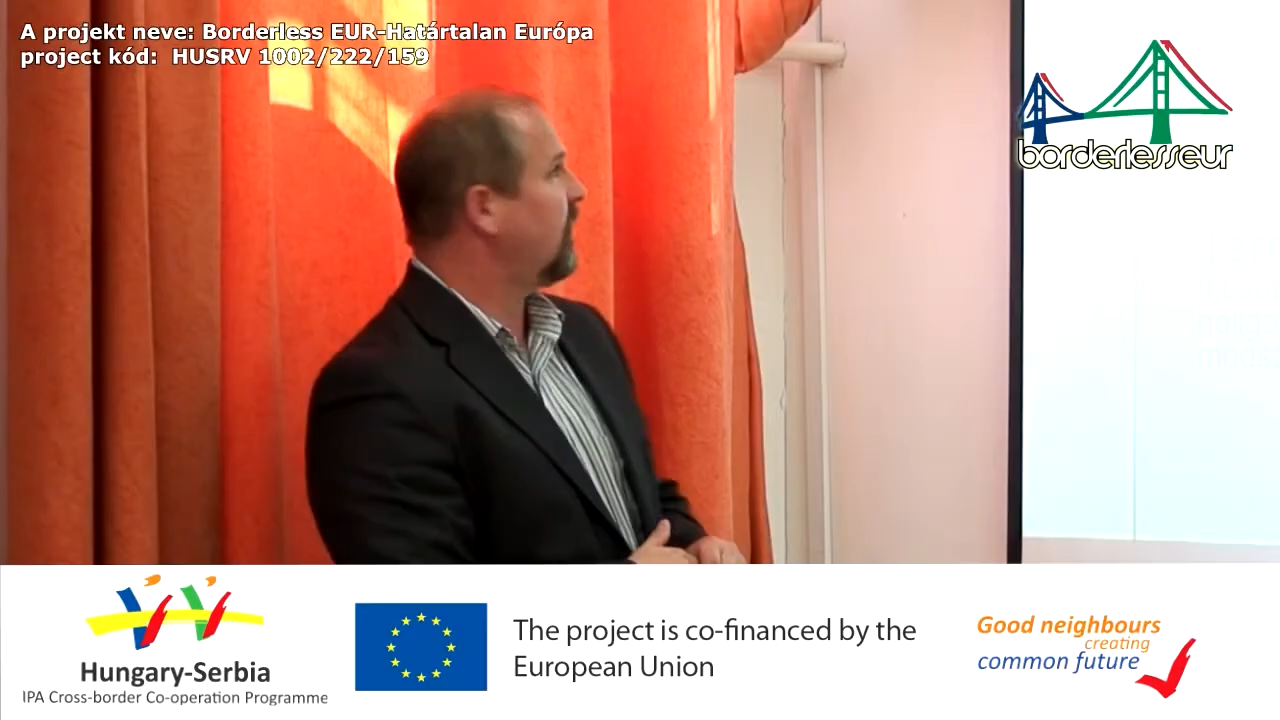 A projekt neve: Borderless EUR-Határtalan Európa
project kód: HUSRV 1002/222/159
borderlesseur
Hungary-Serbia
IPA Cross-border Co-operation Programme
The project is co-financed by the
European Union
Good neighbours
creating
common future